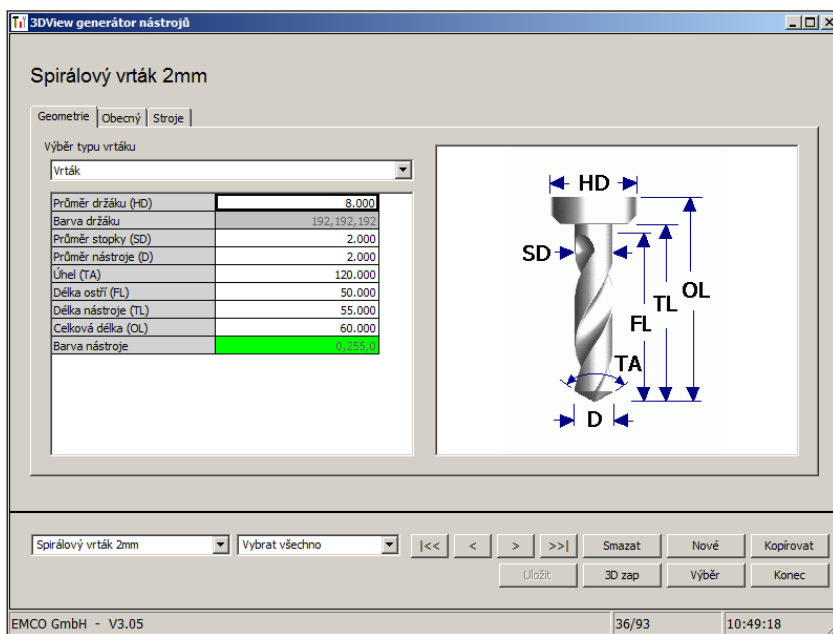 3DView generátor nástrojů
Spirálový vrták 2mm
Geometrie Obecný Stroje
Výběr typu vrtáku
Vrták
Průměr držáku (HD) 8.000
Barva držáku 192,192,192
Průměr stopky (SD) 2.000
Průměr nástroje (D) 2.000
Úhel (TA) 120.000
Délka ostří (FL) 50.000
Délka nástroje (TL) 55.000
Celková délka (OL) 60.000
Barva nástroje 0,255,0
HD
SD
OL
TL
FL
TA
D
Spirálový vrták 2mm Vybrat všechno |<< < > >>| Smazat Nové Kopírovat
Uložit 3D zap Výběr Konec
EMCO GmbH - V3.05 36/93 10:49:18